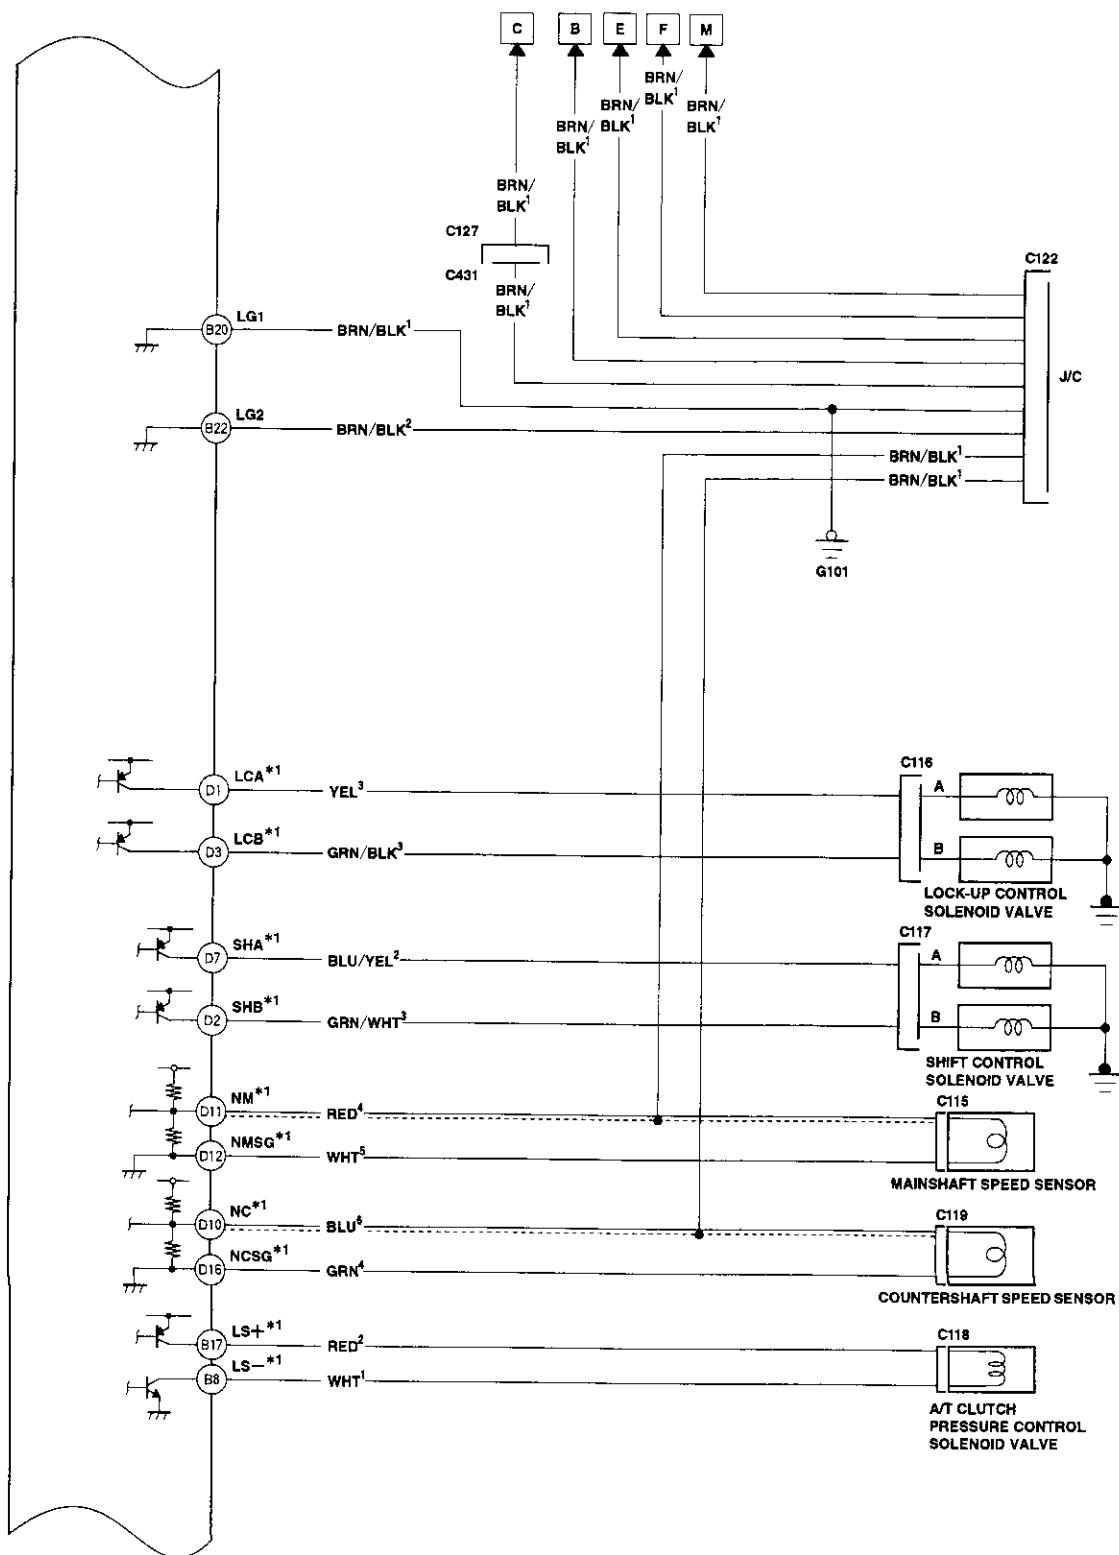 C B E F M
BRN/
BLK1
BRN/
BLK1
BRN/
BLK1
BRN/
BLK1
BRN/
BLK1
C127
C431
BRN/
BLK1
C122
J/C
B20 LG1 BRN/BLK1
B22 LG2 BRN/BLK2
BRN/BLK1
BRN/BLK1
G101
D1 LCA*1 YEL3
D3 LCB*1 GRN/BLK3
C116
A
B
LOCK-UP CONTROL
SOLENOID VALVE
D7 SHA*1 BLU/YEL2
D2 SHB*1 GRN/WHT3
C117
A
B
SHIFT CONTROL
SOLENOID VALVE
D11 NM*1 RED4
D12 NMSG*1 WHT5
C115
MAINSHAFT SPEED SENSOR
D10 NC*1 BLU6
D16 NCSG*1 GRN4
C119
COUNTERSHAFT SPEED SENSOR
B17 LS+*1 RED2
B8 LS−*1 WHT1
C118
A/T CLUTCH
PRESSURE CONTROL
SOLENOID VALVE